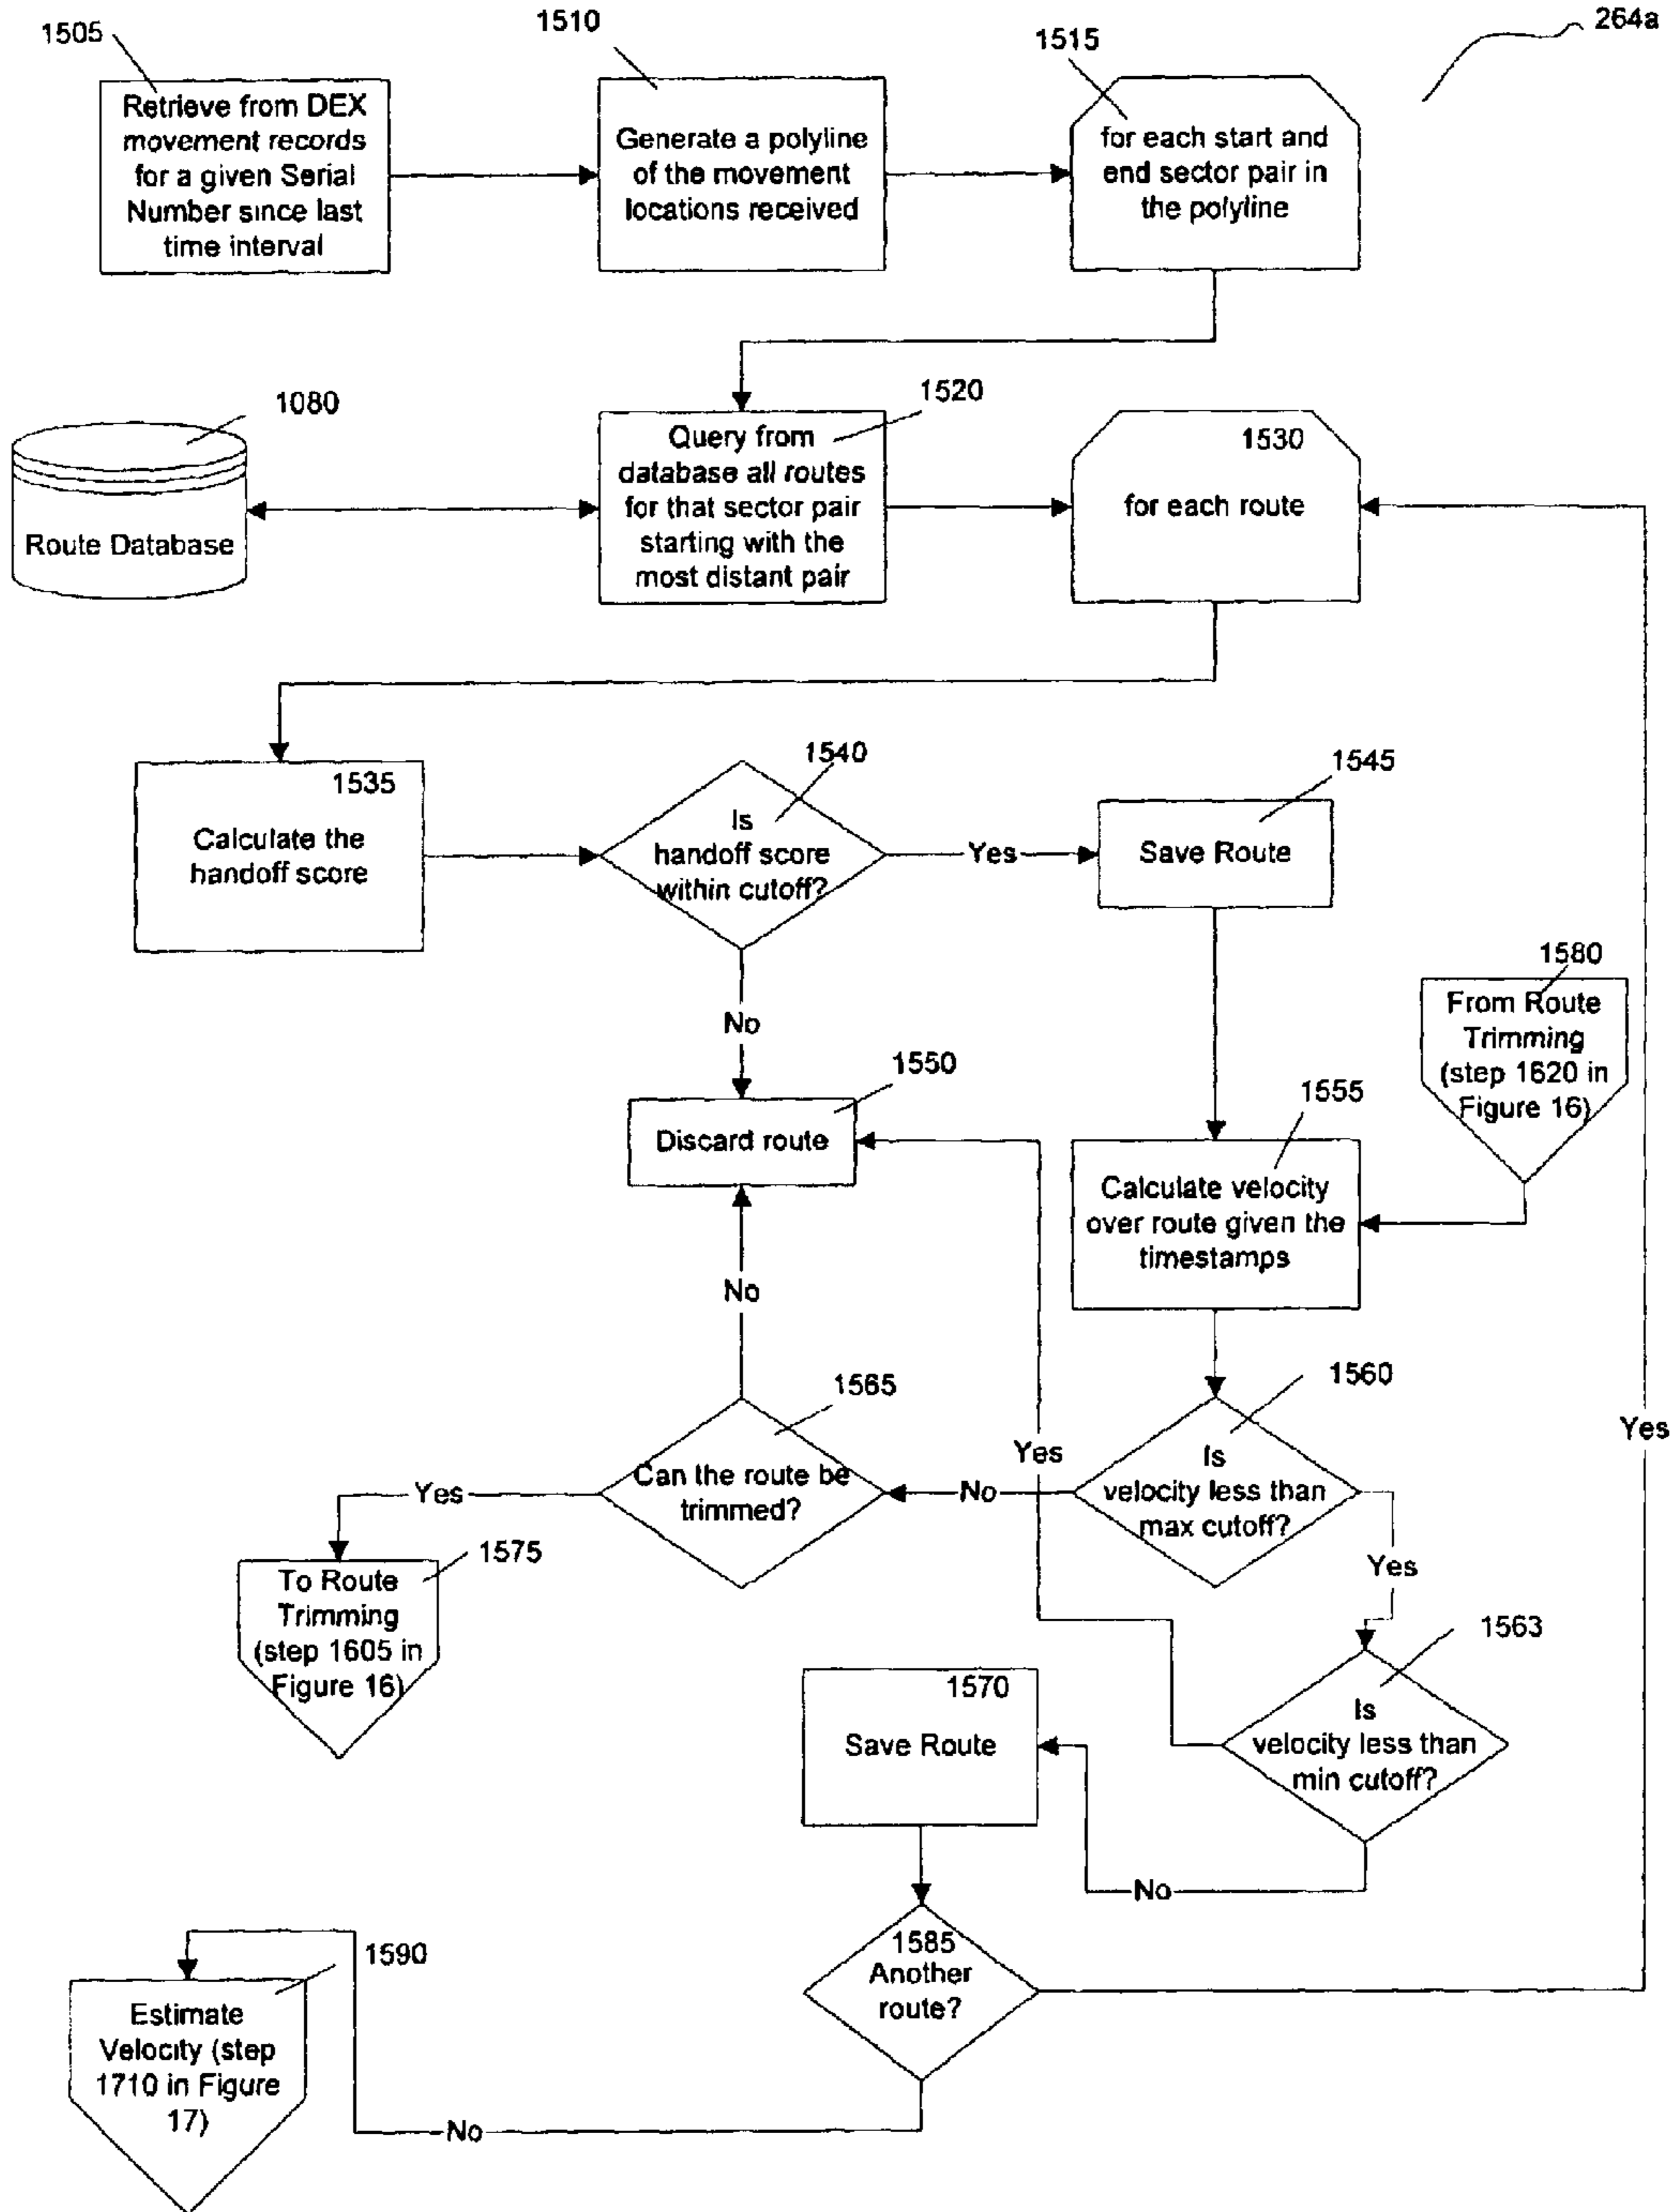 264a
1505
1510
1515
Retrieve from DEX
movement records
for a given Serial
Number since last
time interval
Generate a polyline
of the movement
locations received
for each start and
end sector pair in
the polyline
1080
Route Database
1520
Query from
database all routes
for that sector pair
starting with the
most distant pair
1530
for each route
1535
Calculate the
handoff score
1540
Is
handoff score
within cutoff?
Yes
1545
Save Route
No
1550
Discard route
1580
From Route
Trimming
(step 1620 in
Figure 16)
1555
Calculate velocity
over route given the
timestamps
No
1565
Can the route be
trimmed?
Yes
No
1560
Is
velocity less than
max cutoff?
Yes
Yes
Yes
1575
To Route
Trimming
(step 1605 in
Figure 16)
1563
Is
velocity less than
min cutoff?
1570
Save Route
No
1585
Another
route?
1590
Estimate
Velocity (step
1710 in Figure
17)
No